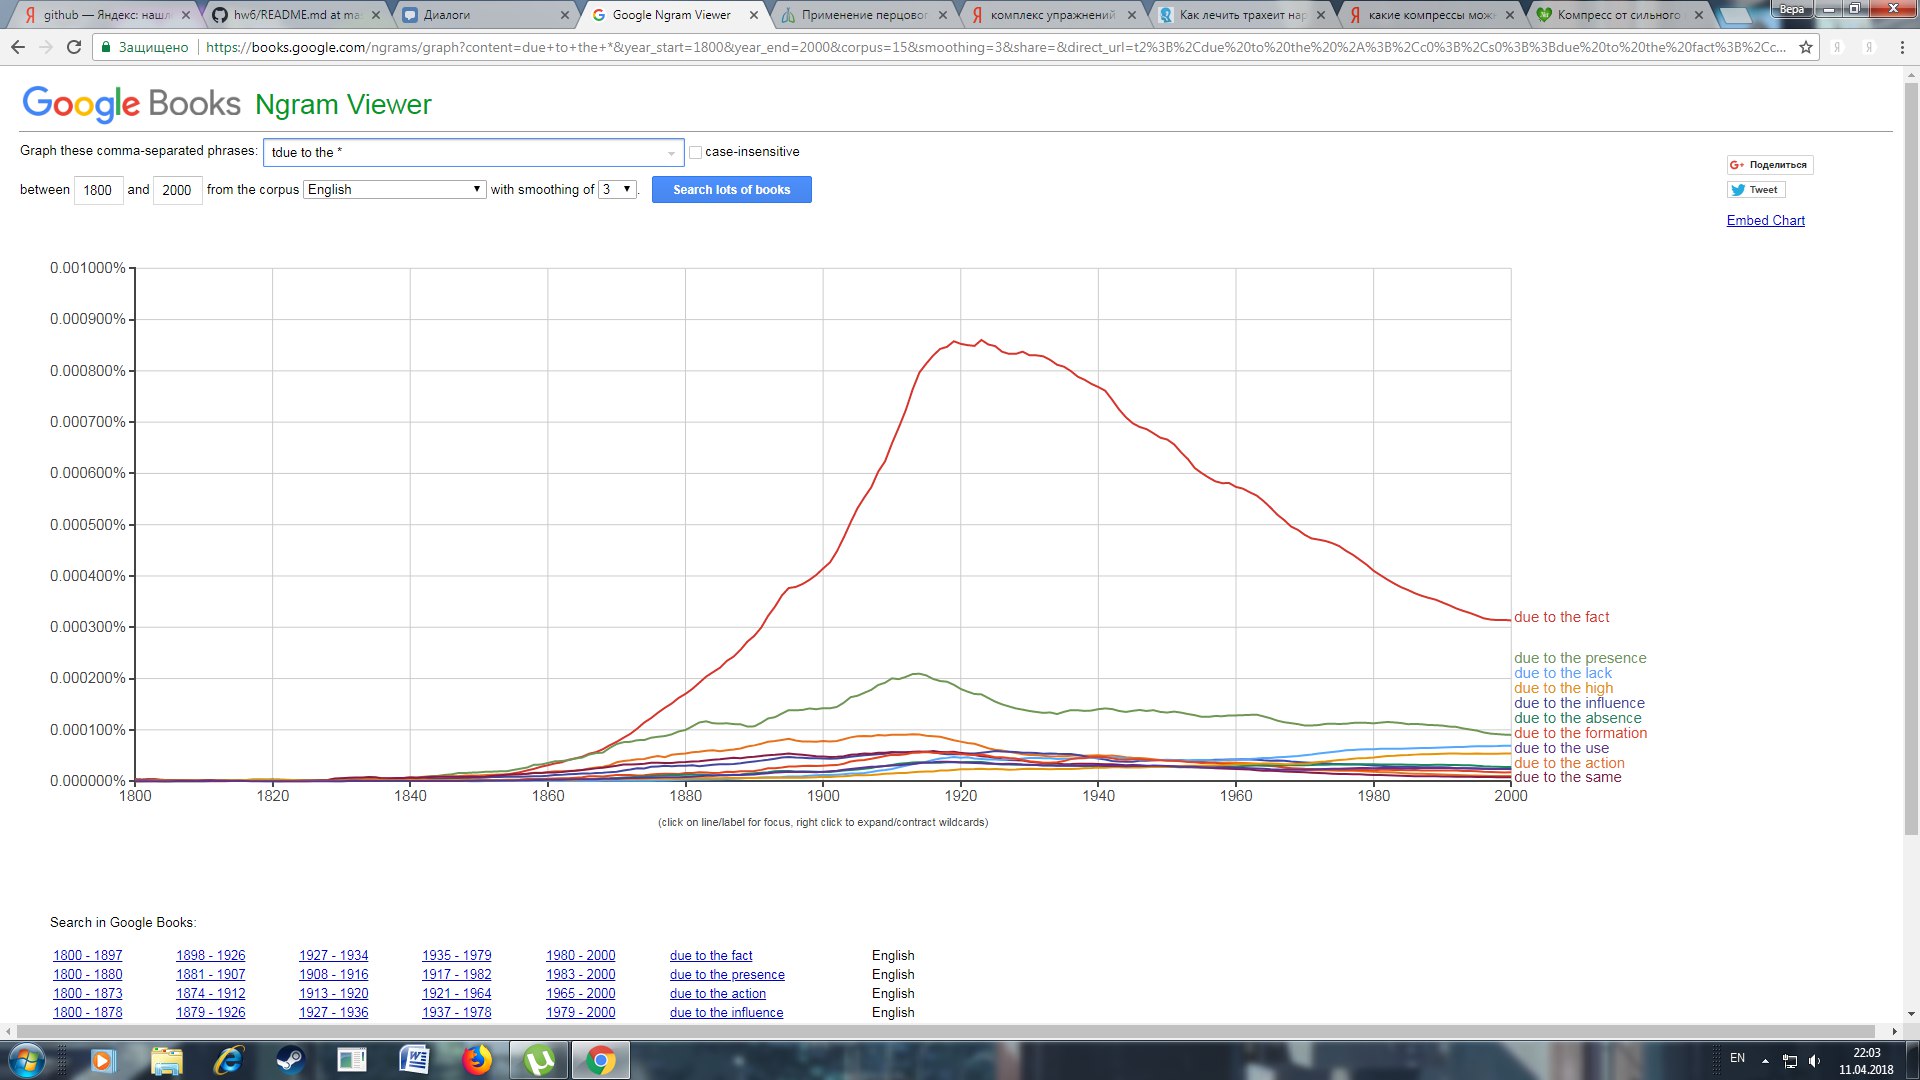 github — Яндекс: нашл
hw6/README.md at mas
Диалоги
Google Ngram Viewer
Применение перцовог
комплекс упражнений
Как лечить трахеит нар
какие компрессы мож
Компресс от сильного
Вера
Защищено
https://books.google.com/ngrams/graph?content=due+to+the+*&year_start=1800&year_end=2000&corpus=15&smoothing=3&share=&direct_url=t2%3B%2Cdue%20to%20the%20%2A%3B%2Cc0%3B%2Cs0%3B%3Bdue%20to%20the%20fact%3B%2Cc...
Google Books Ngram Viewer
Graph these comma-separated phrases: tdue to the * case-insensitive
between 1800 and 2000 from the corpus English with smoothing of 3 . Search lots of books
G+ Поделиться
Tweet
Embed Chart
0.001000%
0.000900%
0.000800%
0.000700%
0.000600%
0.000500%
0.000400%
0.000300%
0.000200%
0.000100%
0.000000%
due to the fact
due to the presence
due to the lack
due to the high
due to the influence
due to the absence
due to the formation
due to the use
due to the action
due to the same
1800 1820 1840 1860 1880 1900 1920 1940 1960 1980 2000
(click on line/label for focus, right click to expand/contract wildcards)
Search in Google Books:
1800 - 1897 1898 - 1926 1927 - 1934 1935 - 1979 1980 - 2000 due to the fact English
1800 - 1880 1881 - 1907 1908 - 1916 1917 - 1982 1983 - 2000 due to the presence English
1800 - 1873 1874 - 1912 1913 - 1920 1921 - 1964 1965 - 2000 due to the action English
1800 - 1878 1879 - 1926 1927 - 1936 1937 - 1978 1979 - 2000 due to the influence English
EN
22:03
11.04.2018